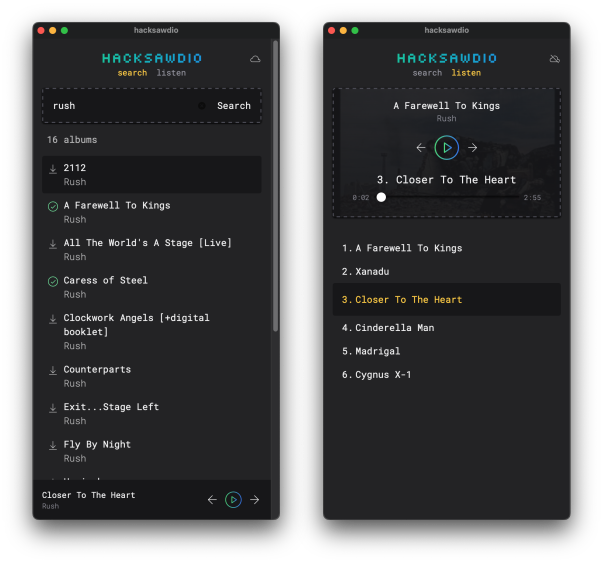 hacksawdio
HACKSAWDIO
search listen
rush Search
16 albums
2112
Rush
A Farewell To Kings
Rush
All The World's A Stage [Live]
Rush
Caress of Steel
Rush
Clockwork Angels [+digital
booklet]
Rush
Counterparts
Rush
Exit...Stage Left
Rush
Fly By Night
Rush
Closer To The Heart
Rush
hacksawdio
HACKSAWDIO
search listen
A Farewell To Kings
Rush
3. Closer To The Heart
0:02 2:55
1. A Farewell To Kings
2. Xanadu
3. Closer To The Heart
4. Cinderella Man
5. Madrigal
6. Cygnus X-1